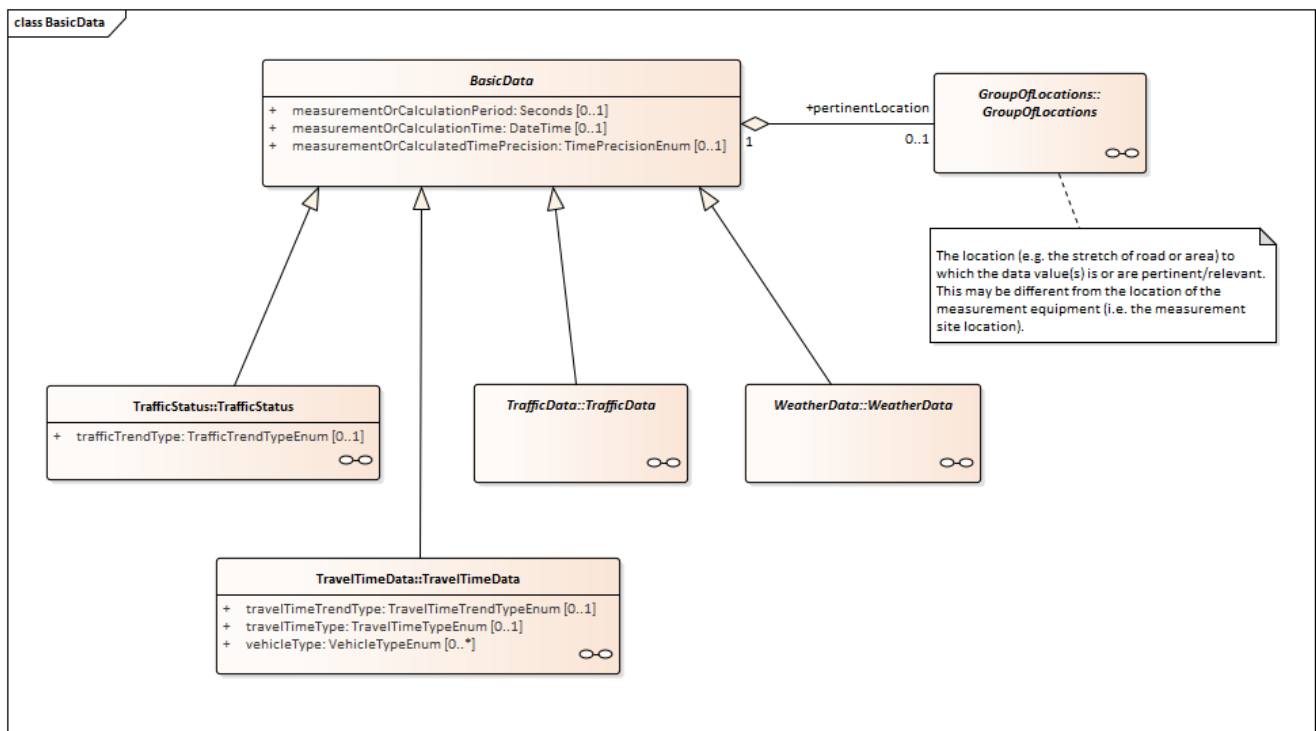 class BasicData
BasicData
+ measurementOrCalculationPeriod: Seconds [0..1]
+ measurementOrCalculationTime: DateTime [0..1]
+ measurementOrCalculatedTimePrecision: TimePrecisionEnum [0..1]
+pertinentLocation
1
0..1
GroupOfLocations::
GroupOfLocations
The location (e.g. the stretch of road or area) to
which the data value(s) is or are pertinent/relevant.
This may be different from the location of the
measurement equipment (i.e. the measurement
site location).
TrafficStatus::TrafficStatus
+ trafficTrendType: TrafficTrendTypeEnum [0..1]
TrafficData::TrafficData
WeatherData::WeatherData
TravelTimeData::TravelTimeData
+ travelTimeTrendType: TravelTimeTrendTypeEnum [0..1]
+ travelTimeType: TravelTimeTypeEnum [0..1]
+ vehicleType: VehicleTypeEnum [0..*]